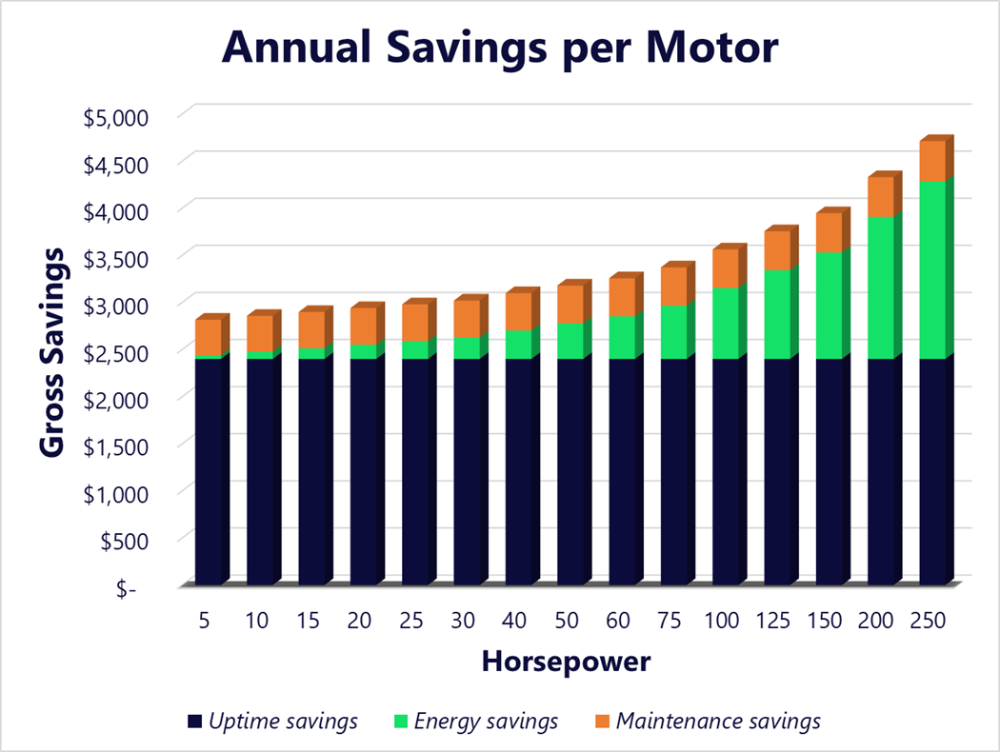 Annual Savings per Motor
$5,000
$4,500
$4,000
$3,500
$3,000
$2,500
$2,000
$1,500
$1,000
$500
$-
Gross Savings
5 10 15 20 25 30 40 50 60 75 100 125 150 200 250
Horsepower
Uptime savings Energy savings Maintenance savings